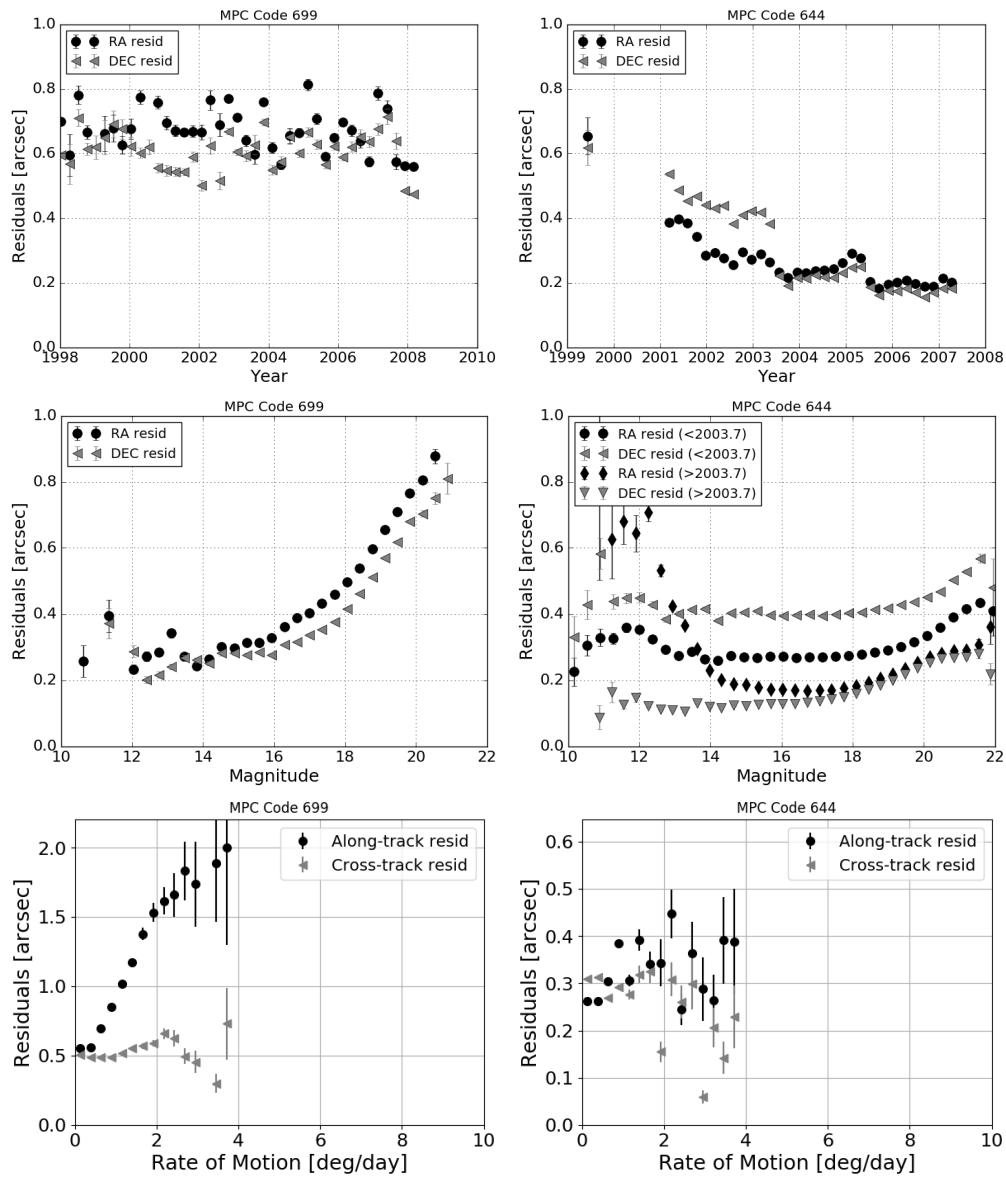 MPC Code 699
RA resid
DEC resid
1.0
0.8
0.6
0.4
0.2
0.0
Residuals [arcsec]
1998 2000 2002 2004 2006 2008 2010
Year
MPC Code 644
RA resid
DEC resid
1.0
0.8
0.6
0.4
0.2
0.0
Residuals [arcsec]
1999 2000 2001 2002 2003 2004 2005 2006 2007 2008
Year
MPC Code 699
RA resid
DEC resid
1.0
0.8
0.6
0.4
0.2
0.0
Residuals [arcsec]
10 12 14 16 18 20 22
Magnitude
MPC Code 644
RA resid (<2003.7)
DEC resid (<2003.7)
RA resid (>2003.7)
DEC resid (>2003.7)
1.0
0.8
0.6
0.4
0.2
0.0
Residuals [arcsec]
10 12 14 16 18 20 22
Magnitude
MPC Code 699
Along-track resid
Cross-track resid
2.0
1.5
1.0
0.5
0.0
Residuals [arcsec]
0 2 4 6 8 10
Rate of Motion [deg/day]
MPC Code 644
Along-track resid
Cross-track resid
0.6
0.5
0.4
0.3
0.2
0.1
0.0
Residuals [arcsec]
0 2 4 6 8 10
Rate of Motion [deg/day]